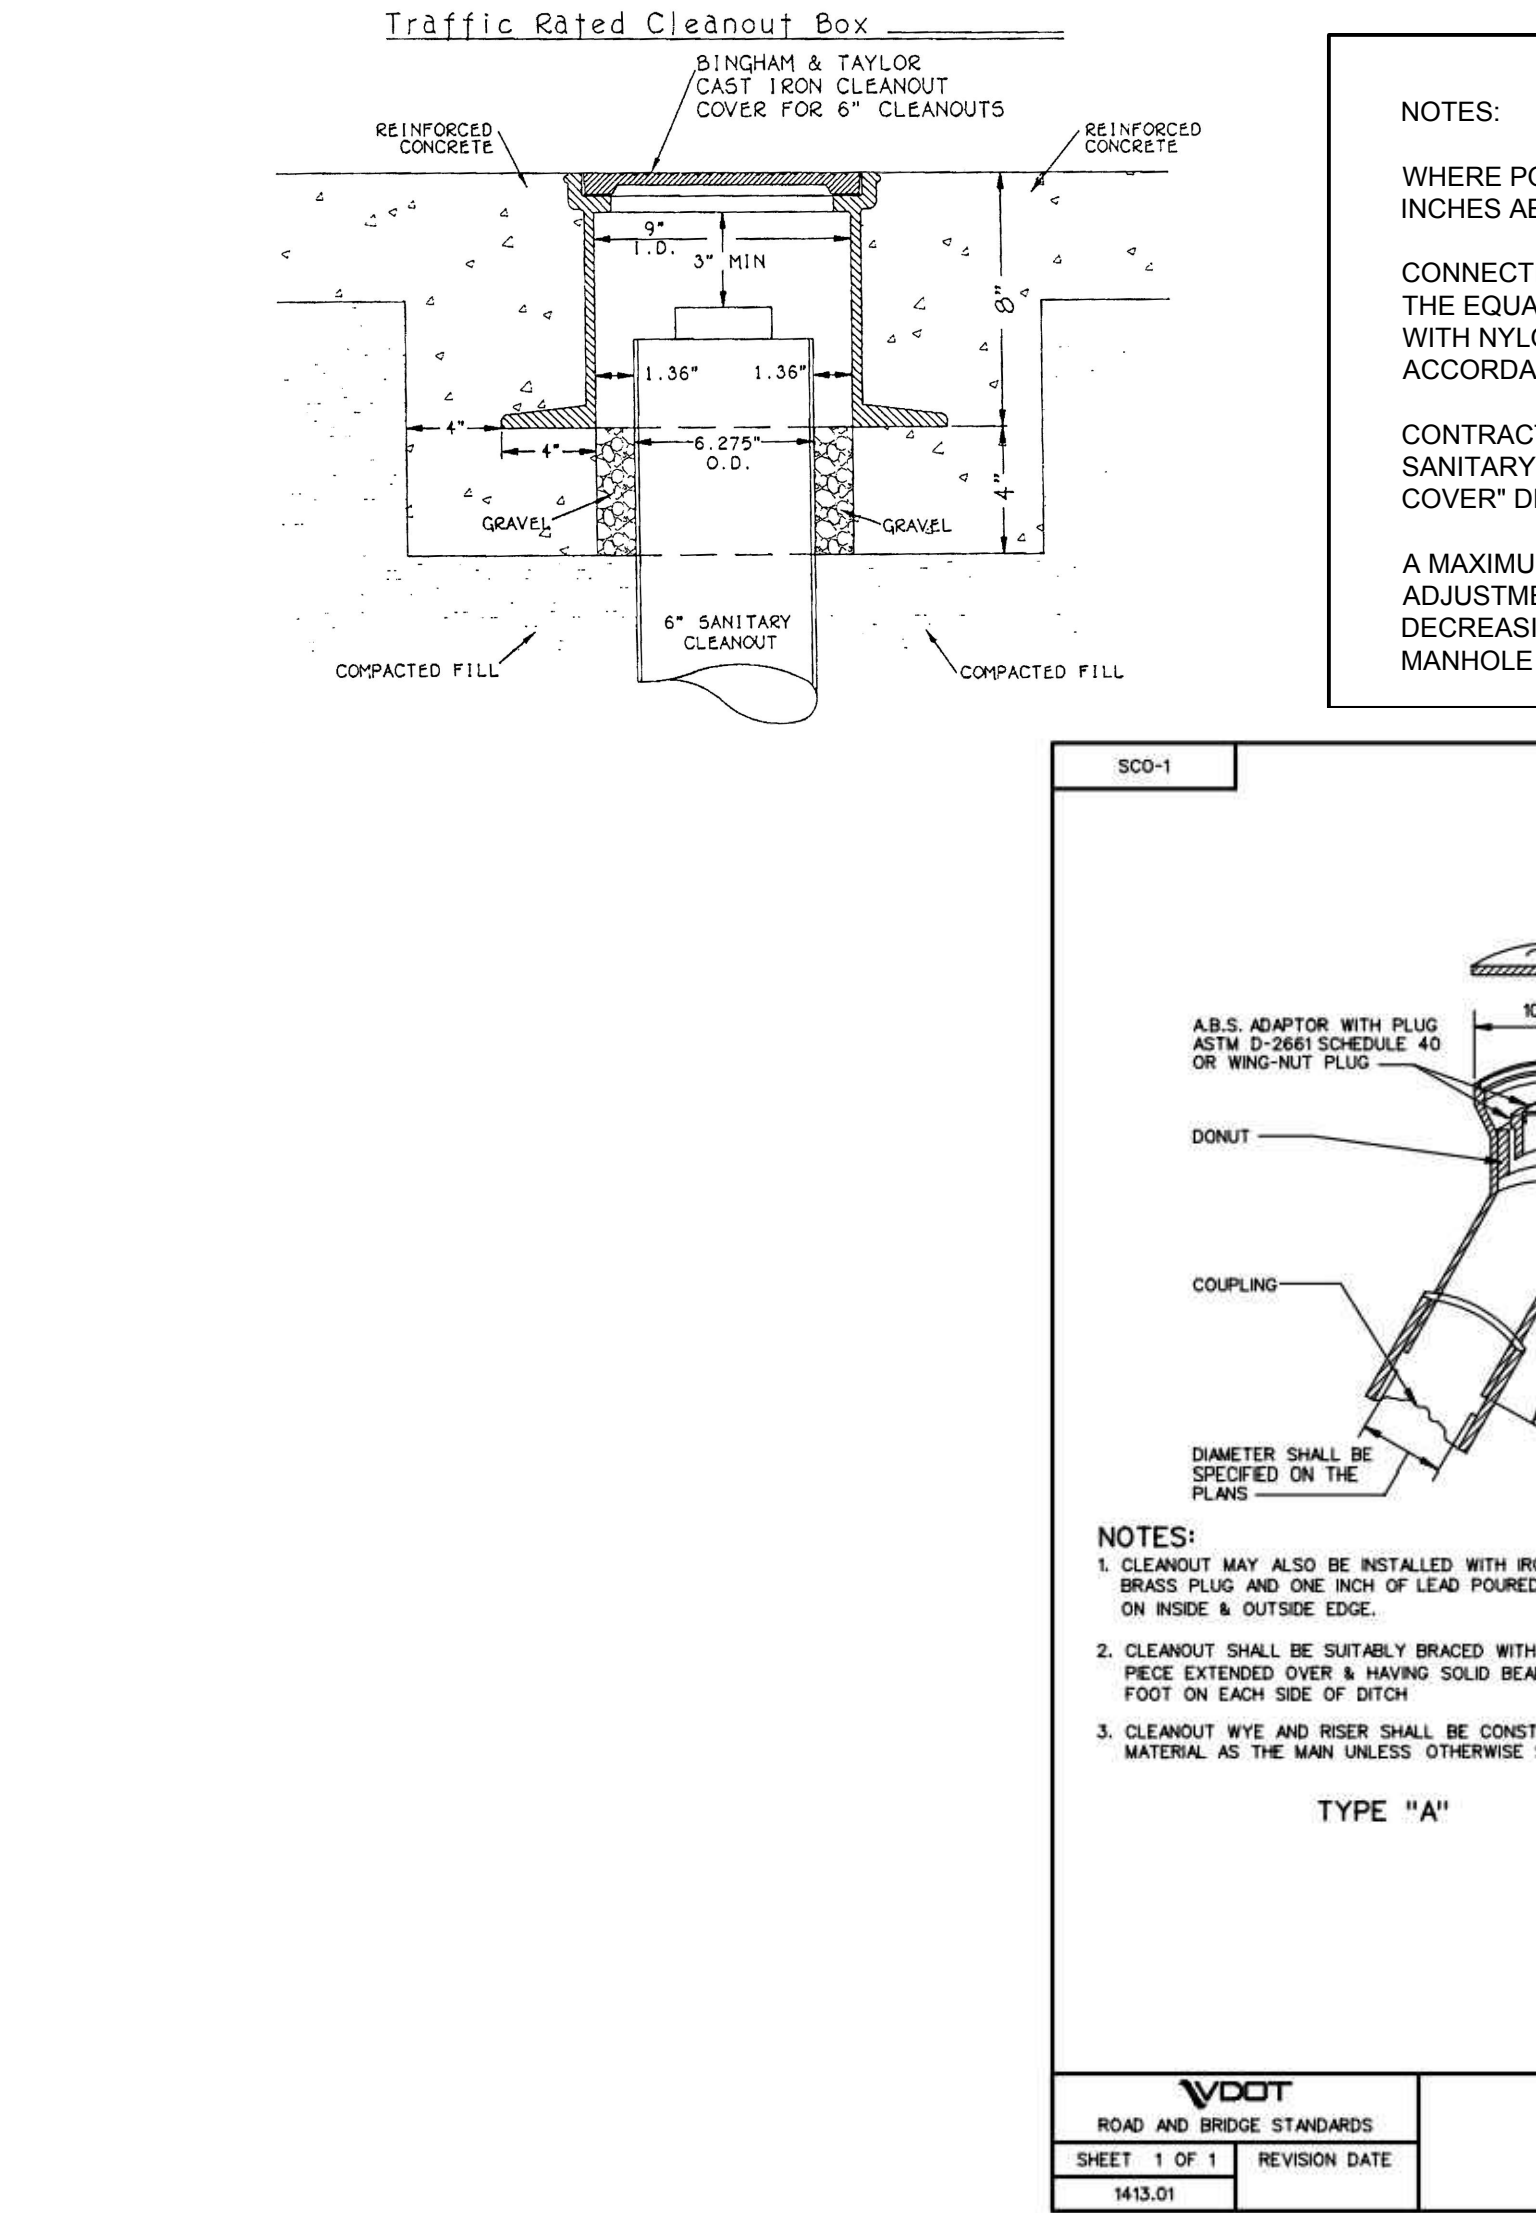 Traffic Rated Cleanout Box
BINGHAM & TAYLOR
CAST IRON CLEANOUT
COVER FOR 6" CLEANOUTS
REINFORCED
CONCRETE
REINFORCED
CONCRETE
9"
I.D.
3" MIN
8"
1.36"
1.36"
4"
4"
6.275"
O.D.
4"
GRAVEL
GRAVEL
6" SANITARY
CLEANOUT
COMPACTED FILL
COMPACTED FILL
NOTES:
WHERE PO
INCHES AB
CONNECT
THE EQUA
WITH NYLO
ACCORDA
CONTRACT
SANITARY
COVER" D
A MAXIMU
ADJUSTME
DECREASI
MANHOLE
SCO-1
10
A.B.S. ADAPTOR WITH PLUG
ASTM D-2661 SCHEDULE 40
OR WING-NUT PLUG
DONUT
COUPLING
DIAMETER SHALL BE
SPECIFIED ON THE
PLANS
NOTES:
1. CLEANOUT MAY ALSO BE INSTALLED WITH IRO
BRASS PLUG AND ONE INCH OF LEAD POURED
ON INSIDE & OUTSIDE EDGE.
2. CLEANOUT SHALL BE SUITABLY BRACED WITH
PIECE EXTENDED OVER & HAVING SOLID BEA
FOOT ON EACH SIDE OF DITCH
3. CLEANOUT WYE AND RISER SHALL BE CONST
MATERIAL AS THE MAIN UNLESS OTHERWISE
TYPE "A"
VDOT
ROAD AND BRIDGE STANDARDS
SHEET 1 OF 1
REVISION DATE
1413.01